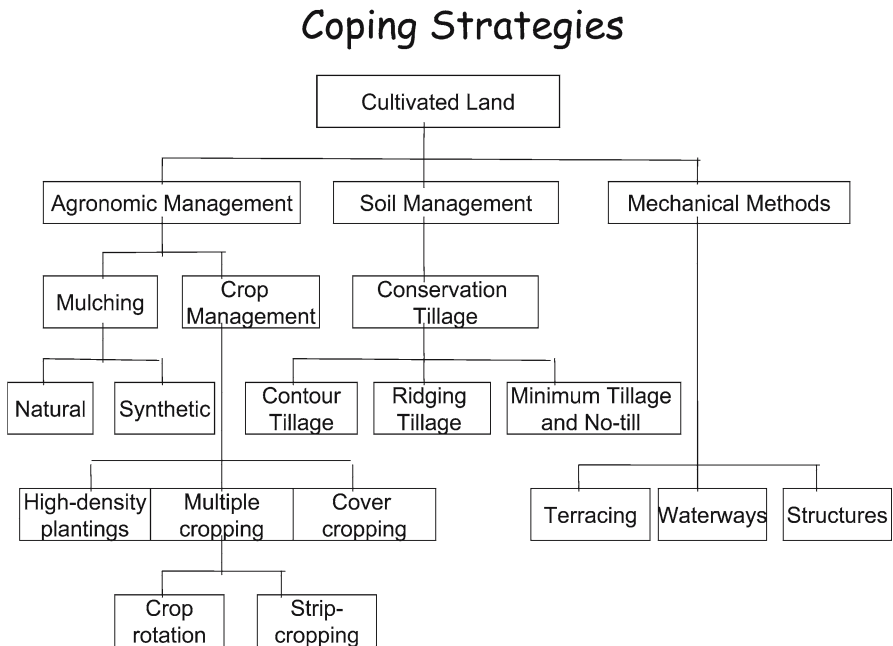 Coping Strategies
Cultivated Land
Agronomic Management
Soil Management
Mechanical Methods
Mulching
Crop
Management
Conservation
Tillage
Natural
Synthetic
Contour
Tillage
Ridging
Tillage
Minimum Tillage
and No-till
High-density
plantings
Multiple
cropping
Cover
cropping
Terracing
Waterways
Structures
Crop
rotation
Strip-
cropping